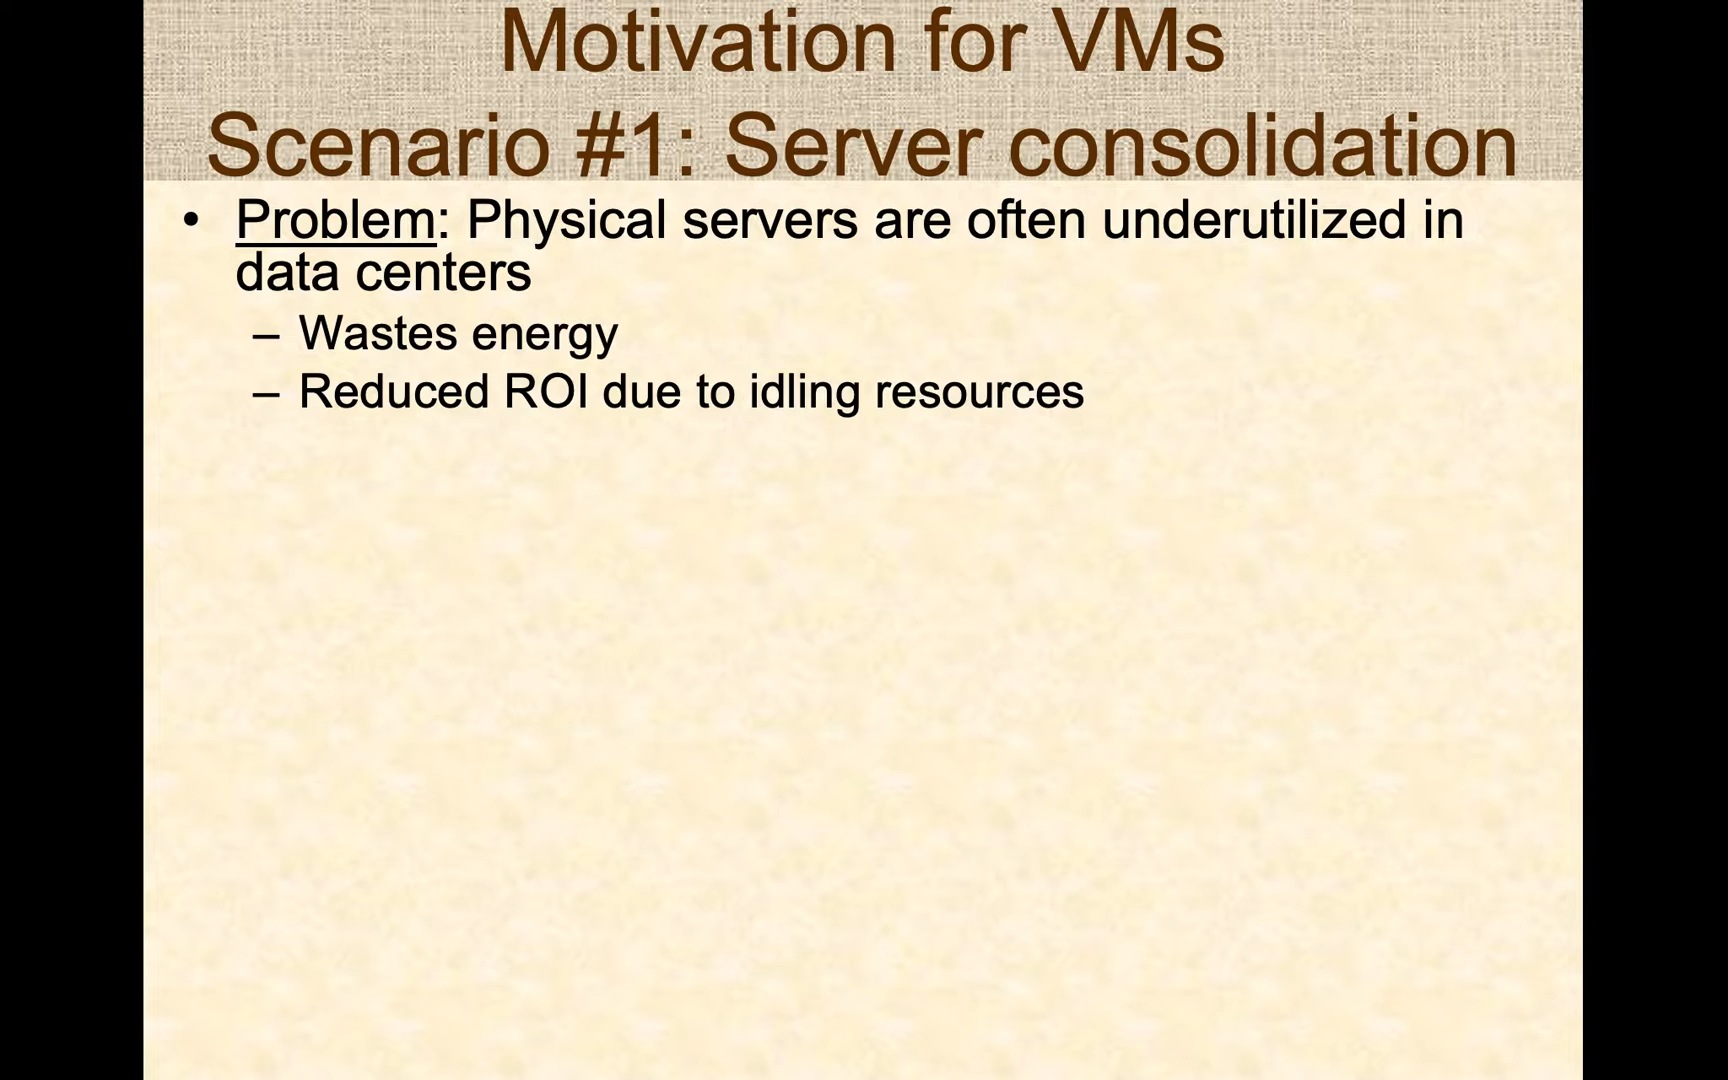 Motivation for VMs
Scenario #1: Server consolidation
• Problem: Physical servers are often underutilized in
data centers
– Wastes energy
– Reduced ROI due to idling resources